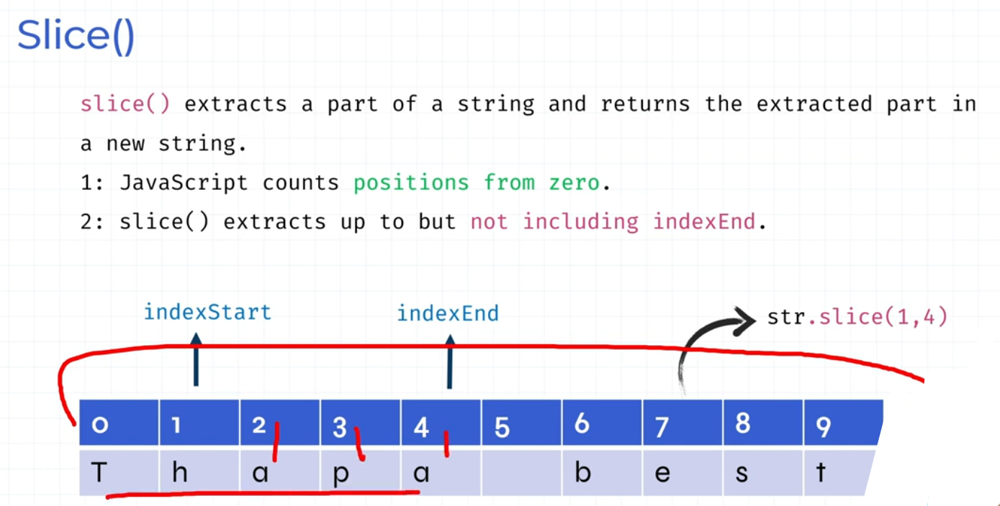 Slice()
slice() extracts a part of a string and returns the extracted part in
a new string.
1: JavaScript counts positions from zero.
2: slice() extracts up to but not including indexEnd.
indexStart indexEnd str.slice(1,4)
0 1 2 3 4 5 6 7 8 9
T h a p a b e s t